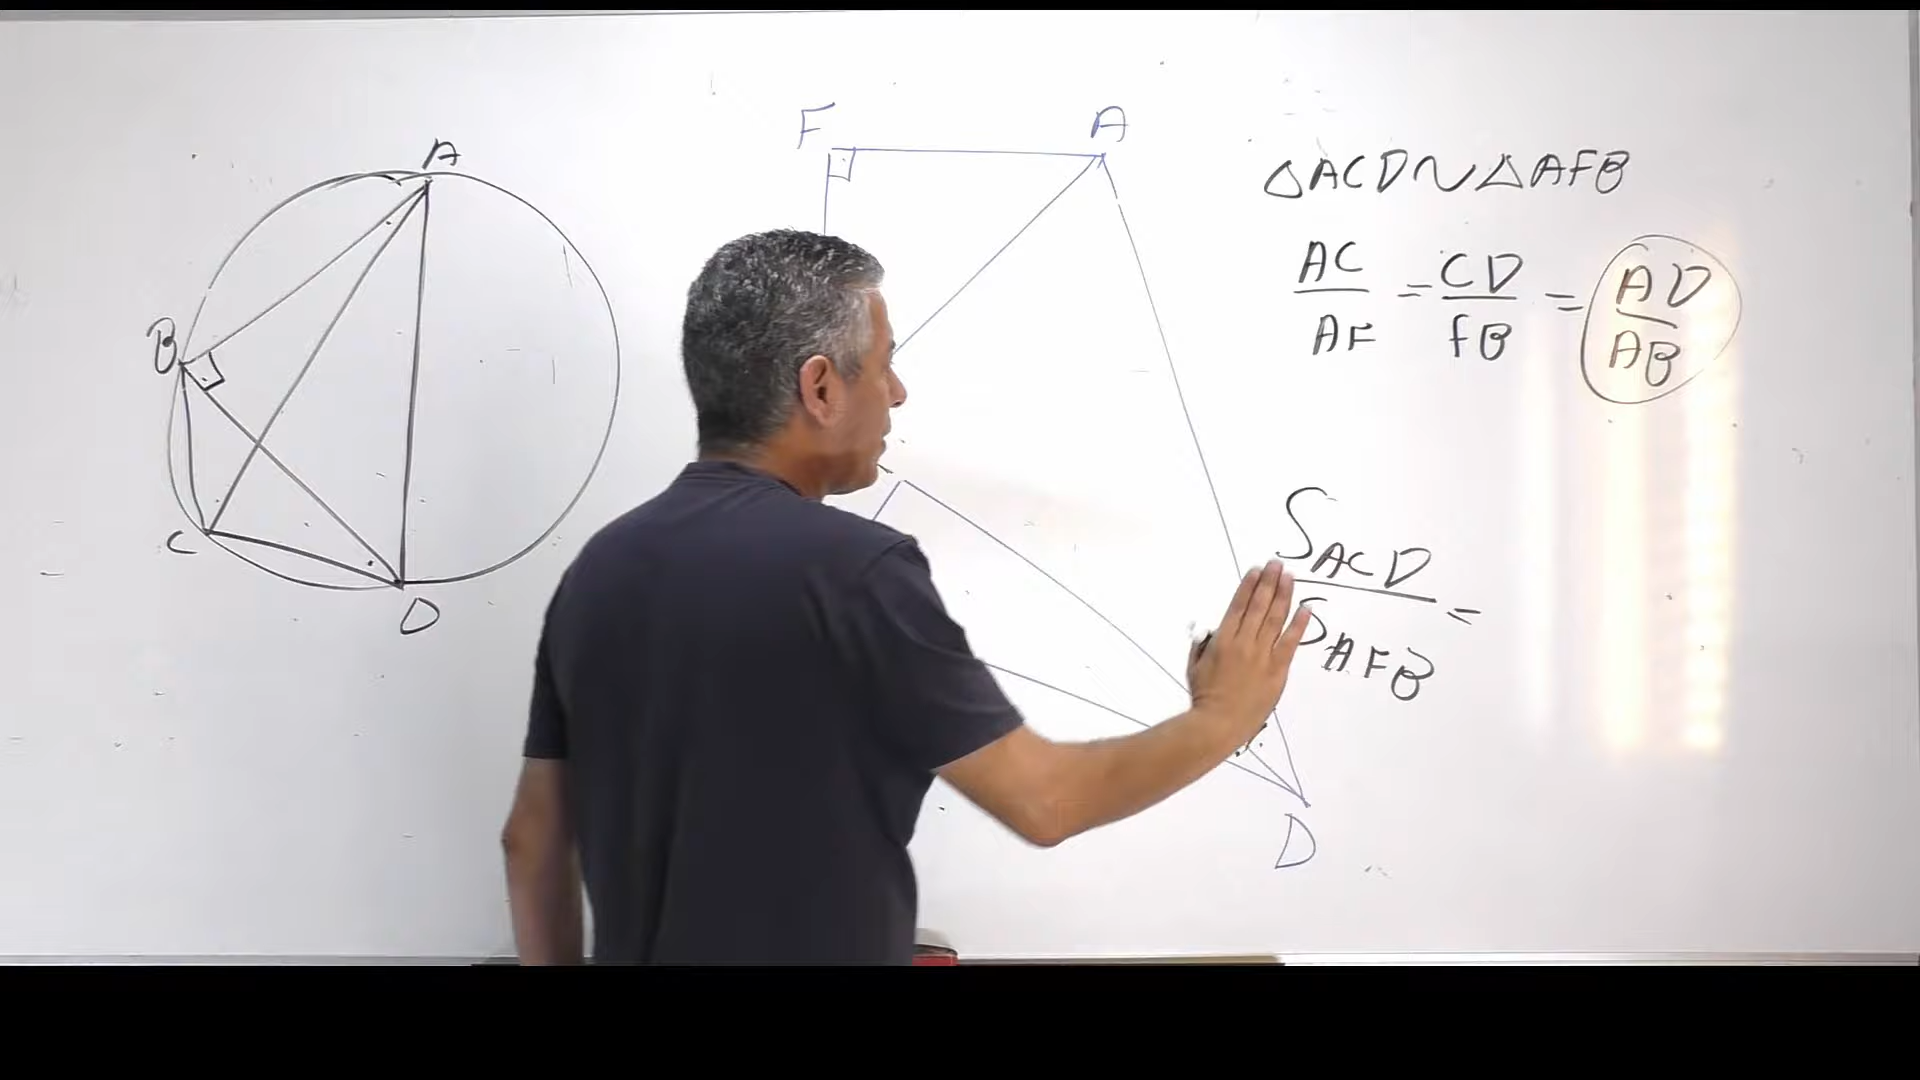 A
B
C
D
F
A
D
△ACD~△AFB
AC/AF = CD/FB = AD/AB
S_ACD/S_AFB =